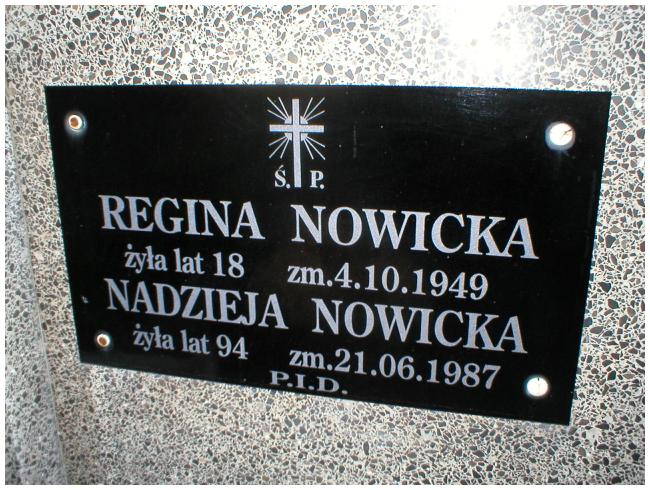 Ś. P.
REGINA NOWICKA
żyła lat 18 zm.4.10.1949
NADZIEJA NOWICKA
żyła lat 94 zm.21.06.1987
P.I.D.